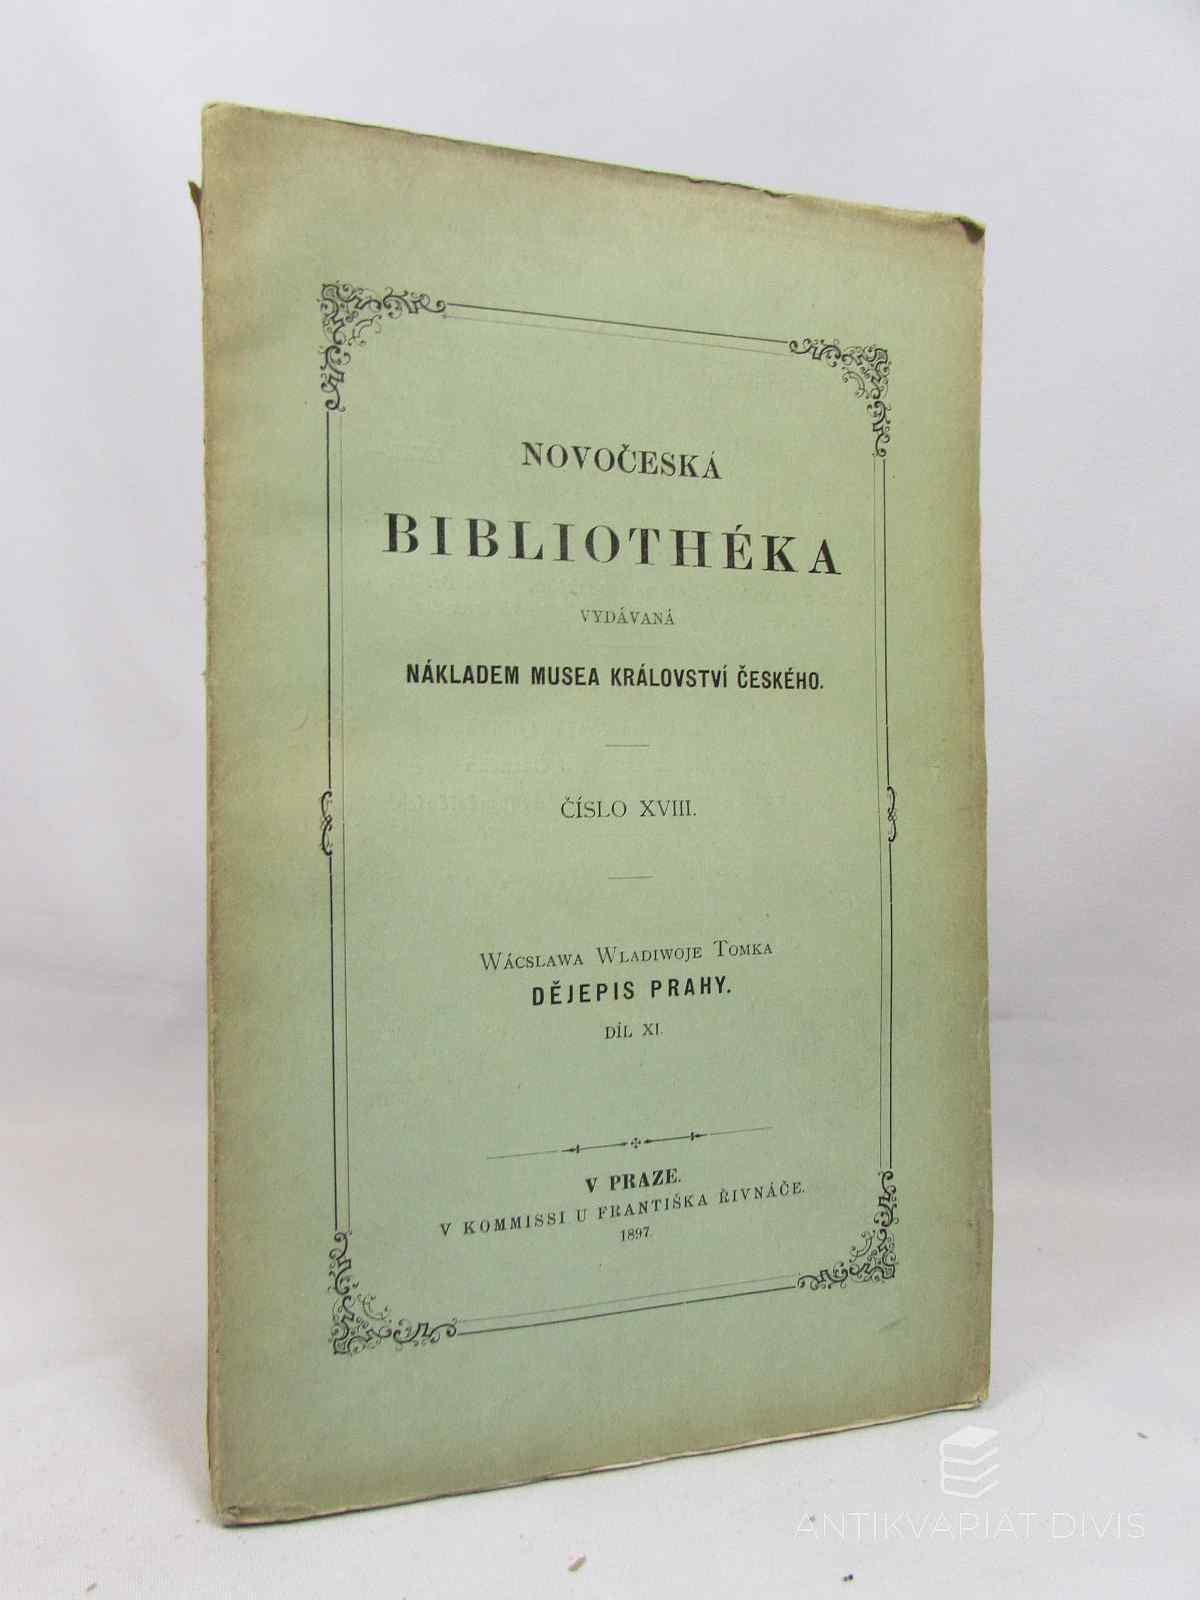 NOVOČESKÁ
BIBLIOTHÉKA
VYDÁVANÁ
NÁKLADEM MUSEA KRÁLOVSTVÍ ČESKÉHO.
ČÍSLO XVIII.
WÁCSLAWA WLADIWOJE TOMKA
DĚJEPIS PRAHY.
DÍL XI.
V PRAZE.
V KOMMISSI U FRANTIŠKA ŘIVNÁČE.
1897.
ANTIKVARIAT DIVIS